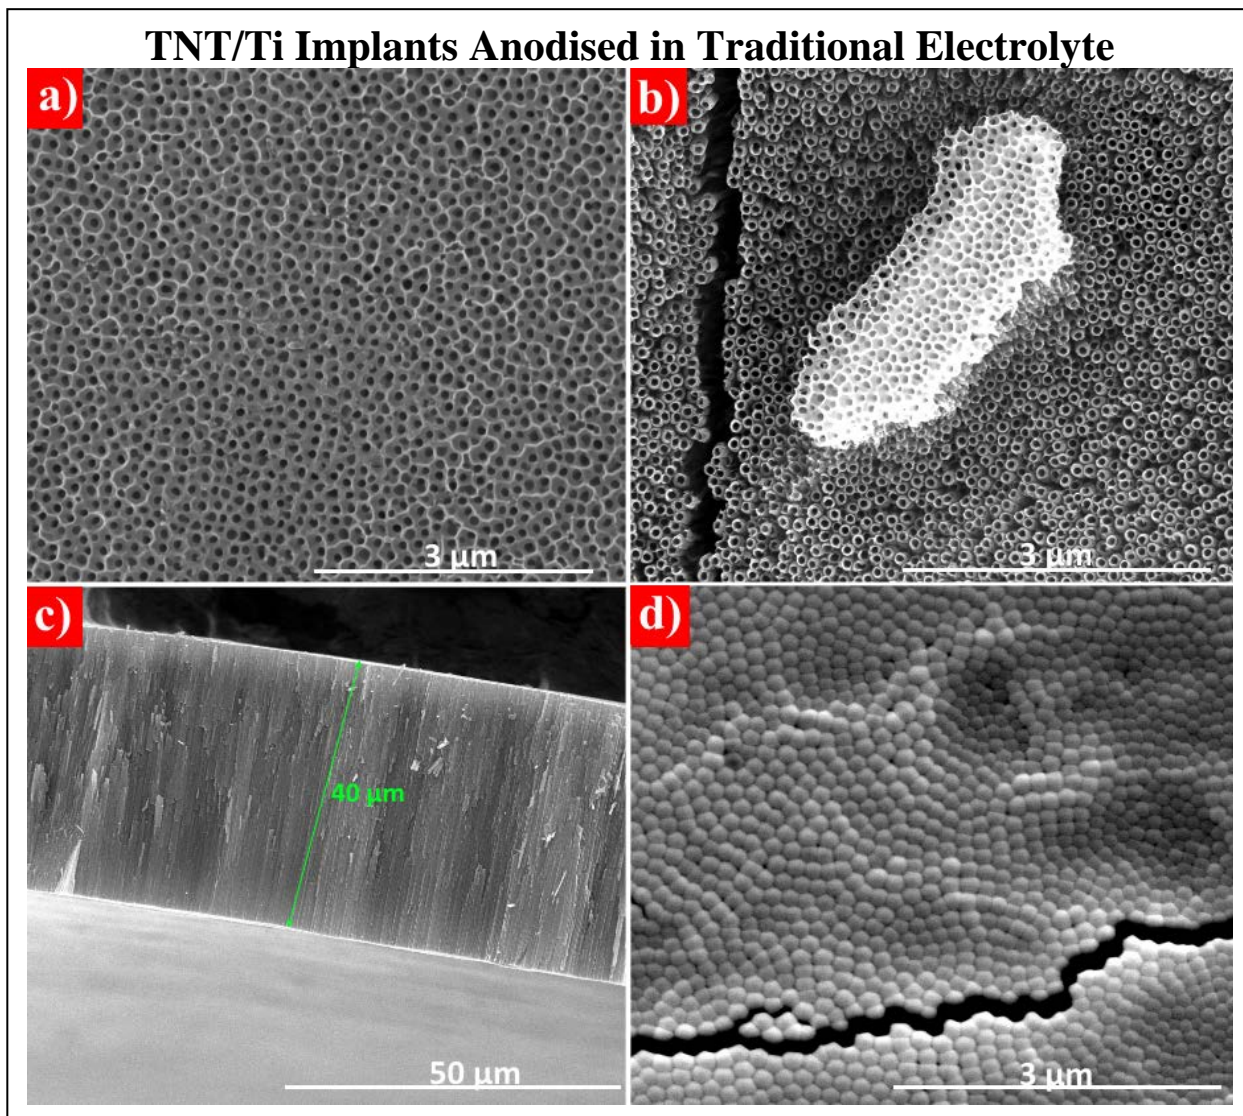 TNT/Ti Implants Anodised in Traditional Electrolyte
a)
b)
3 μm
3 μm
c)
d)
40 μm
50 μm
3 μm